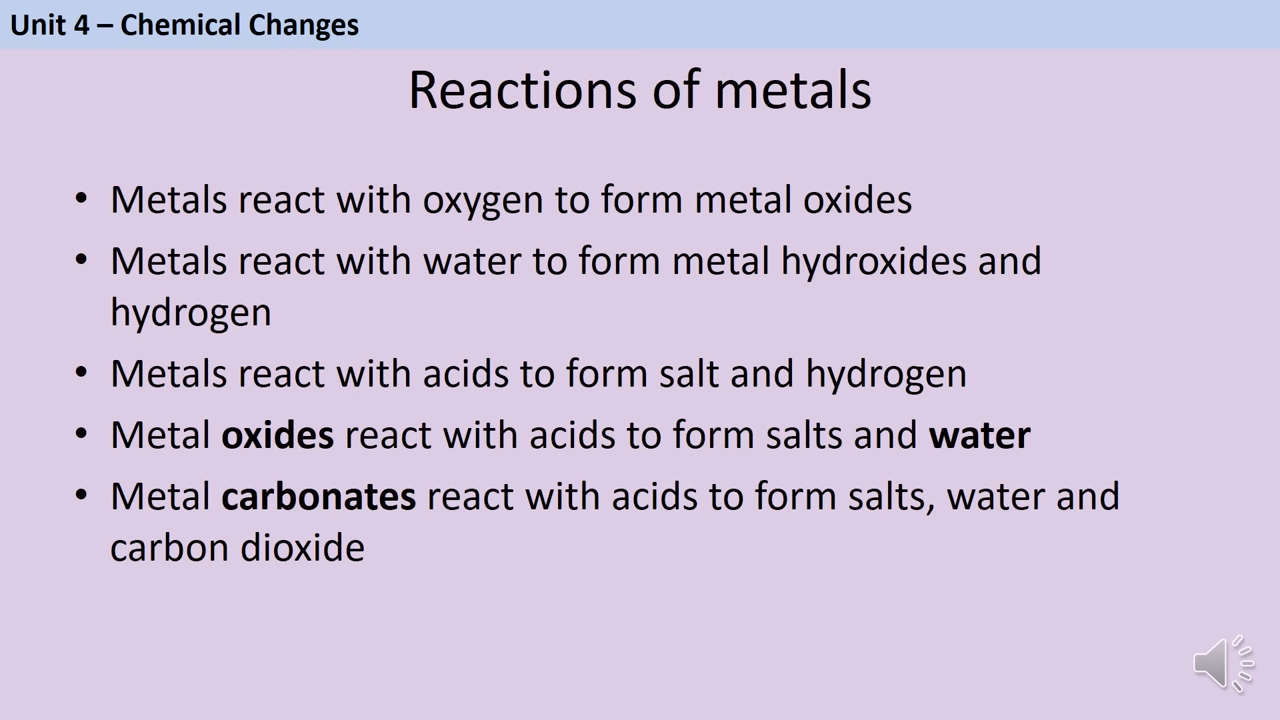 Unit 4 – Chemical Changes
Reactions of metals
• Metals react with oxygen to form metal oxides
• Metals react with water to form metal hydroxides and
hydrogen
• Metals react with acids to form salt and hydrogen
• Metal oxides react with acids to form salts and water
• Metal carbonates react with acids to form salts, water and
carbon dioxide